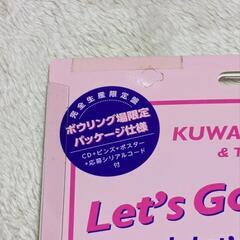 完全生産限定盤
ボウリング場限定
パッケージ仕様
CD+ピンズ+ポスター
+応募シリアルコード
付
KUWA
& T
Let's Go